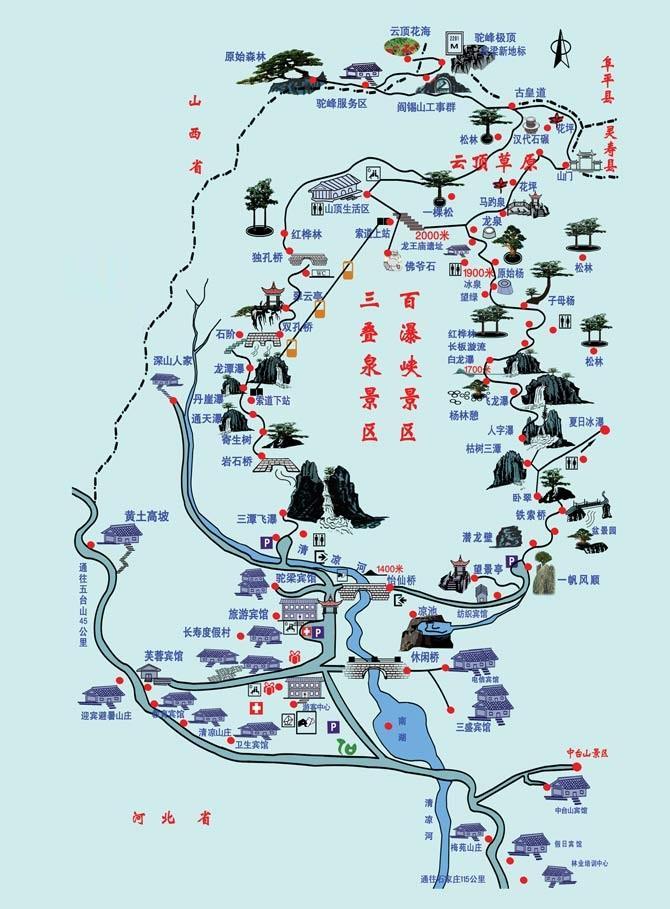 云顶花海
2281
M
驼峰极顶
驼梁新地标
原始森林
驼峰服务区
阎锡山工事群
古皇道
阜平县
灵寿县
山西省
松林
汉代石碾
花坪
云顶草原
山门
花坪
马趵泉
山顶生活区
一棵松
龙泉
索道上站
2000米
龙王庙遗址
佛爷石
红桦林
独孔桥
WC
1900米
原始杨
冰泉
望绿
松林
子母杨
双孔桥
石阶
三叠泉景区
百瀑峡景区
红桦林
长板漩流
白龙瀑
1700米
松林
深山人家
龙潭瀑
丹崖瀑
索道下站
通天瀑
寄生树
岩石桥
飞龙瀑
杨林憩
人字瀑
夏日冰瀑
枯树三潭
卧翠
铁索桥
盆景园
三潭飞瀑
P
清凉河
潜龙壁
P
望景亭
一帆风顺
黄土高坡
通往五台山45公里
驼梁宾馆
1400米
怡仙桥
纺织宾馆
旅游宾馆
凉池
长寿度假村
P
休闲桥
芙蓉宾馆
电信宾馆
迎宾避暑山庄
游客中心
三盛宾馆
清凉山庄
卫生宾馆
P
南湖
中台山景区
中台山宾馆
清凉河
河北省
梅苑山庄
假日宾馆
林业培训中心
通往石家庄115公里